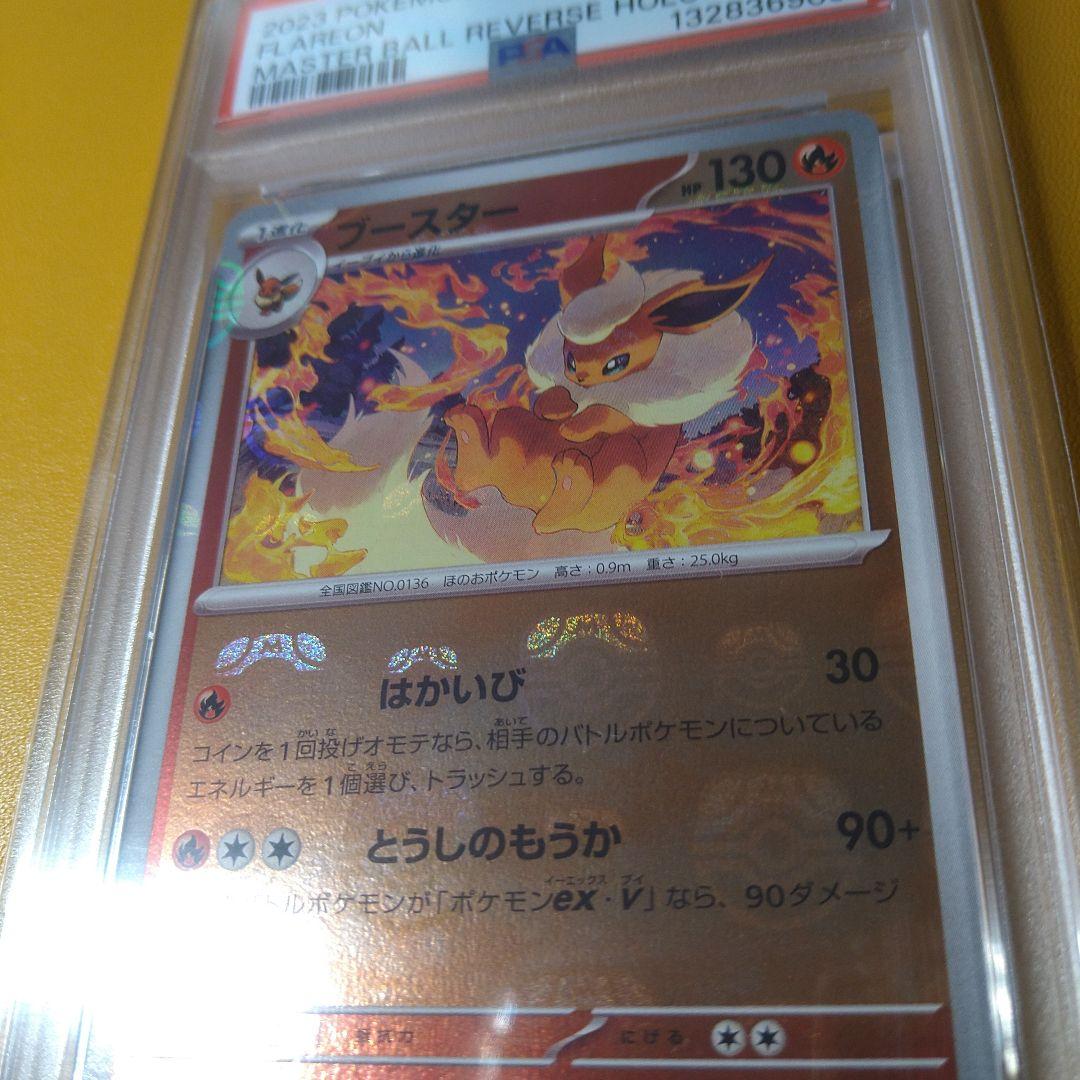 2023 POKEMO
FLAREON
MASTER BALL REVERSE HOLO
PSA
1進化
ブースター
HP 130
イーブイから進化
全国図鑑NO.0136 ほのおポケモン 高さ:0.9m 重さ:25.0kg
はかいび 30
コインを1回投げオモテなら、相手のバトルポケモンについている
エネルギーを1個選び、トラッシュする。
とうしのもうか 90+
トルポケモンが「ポケモンex・V」なら、90ダメージ
抵抗力 にげる